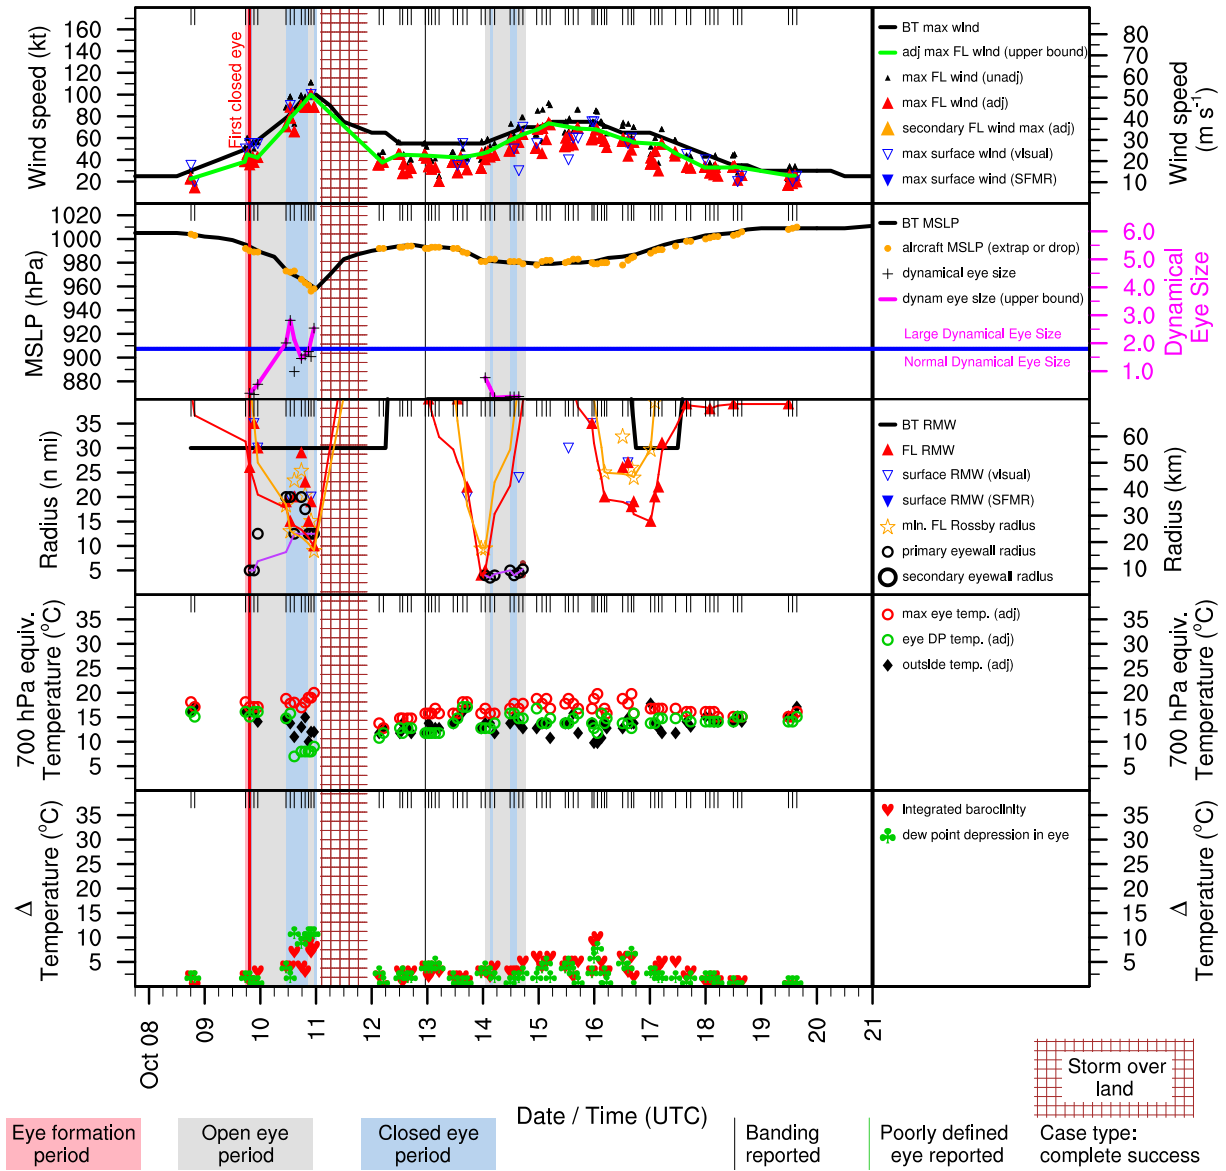 160
140
120
100
80
60
40
20
Wind speed (kt)
First closed eye
BT max wind
adj max FL wind (upper bound)
max FL wind (unadj)
max FL wind (adj)
secondary FL wind max (adj)
max surface wind (visual)
max surface wind (SFMR)
80
70
60
50
40
30
20
10
Wind speed
(m s-1)
1020
1000
980
960
940
920
900
880
MSLP (hPa)
BT MSLP
aircraft MSLP (extrap or drop)
dynamical eye size
dynam eye size (upper bound)
Large Dynamical Eye Size
Normal Dynamical Eye Size
6.0
5.0
4.0
3.0
2.0
1.0
Dynamical
Eye Size
35
30
25
20
15
10
5
Radius (n mi)
BT RMW
FL RMW
surface RMW (visual)
surface RMW (SFMR)
min. FL Rossby radius
primary eyewall radius
secondary eyewall radius
60
50
40
30
20
10
Radius (km)
35
30
25
20
15
10
5
700 hPa equiv.
Temperature (°C)
max eye temp. (adj)
eye DP temp. (adj)
outside temp. (adj)
35
30
25
20
15
10
5
700 hPa equiv.
Temperature (°C)
35
30
25
20
15
10
5
Δ
Temperature (°C)
Integrated baroclinity
dew point depression in eye
35
30
25
20
15
10
5
Δ
Temperature (°C)
Oct 08
09
10
11
12
13
14
15
16
17
18
19
20
21
Date / Time (UTC)
Storm over
land
Eye formation
period
Open eye
period
Closed eye
period
Banding
reported
Poorly defined
eye reported
Case type:
complete success